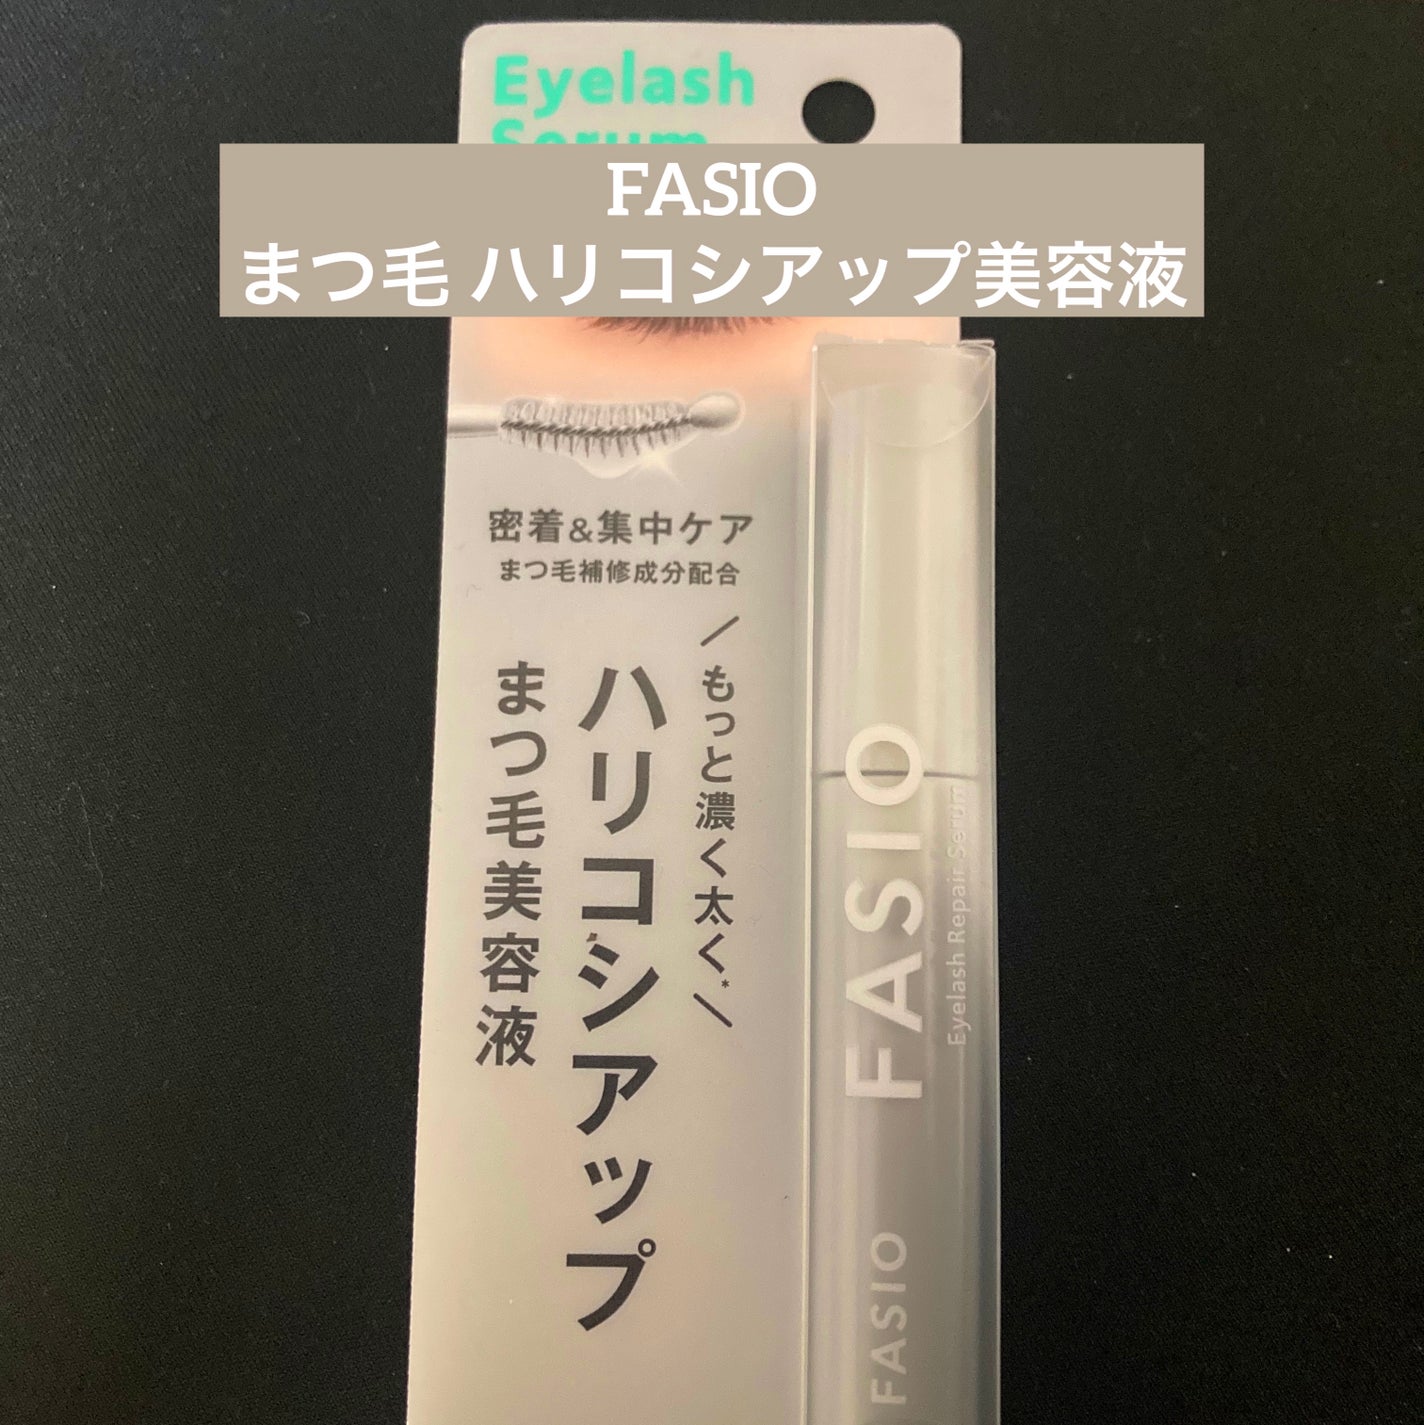 Eyelash
Serum
FASIO
まつ毛 ハリコシアップ美容液
密着&集中ケア
まつ毛補修成分配合
もっと濃く太く*
ハリコシアップ
まつ毛美容液
FASIO
Eyelash Repair Serum
FASIO